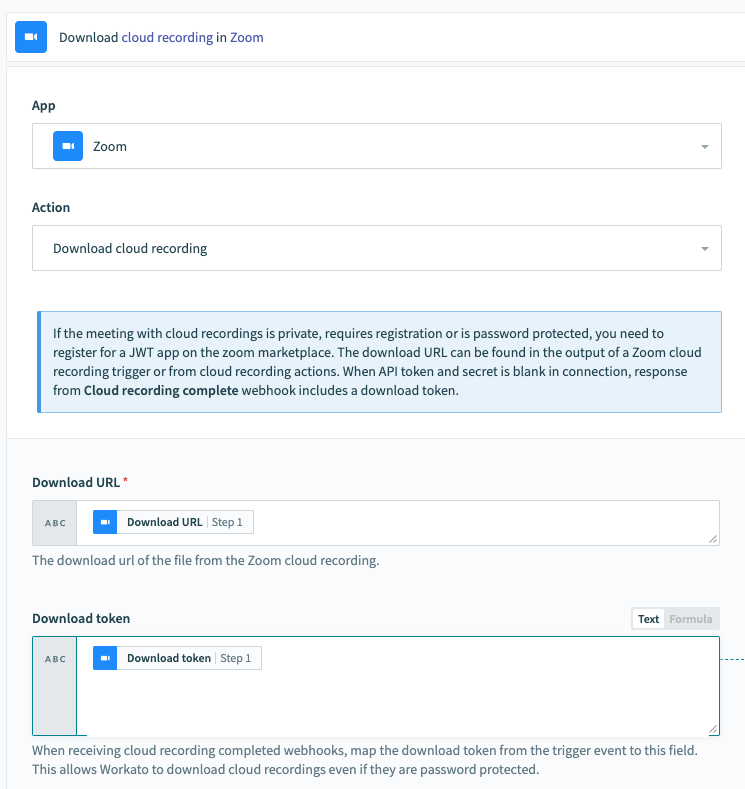 Download cloud recording in Zoom
App
Zoom
Action
Download cloud recording
If the meeting with cloud recordings is private, requires registration or is password protected, you need to
register for a JWT app on the zoom marketplace. The download URL can be found in the output of a Zoom cloud
recording trigger or from cloud recording actions. When API token and secret is blank in connection, response
from Cloud recording complete webhook includes a download token.
Download URL *
ABC Download URL | Step 1
The download url of the file from the Zoom cloud recording.
Download token Text Formula
ABC Download token | Step 1
When receiving cloud recording completed webhooks, map the download token from the trigger event to this field.
This allows Workato to download cloud recordings even if they are password protected.